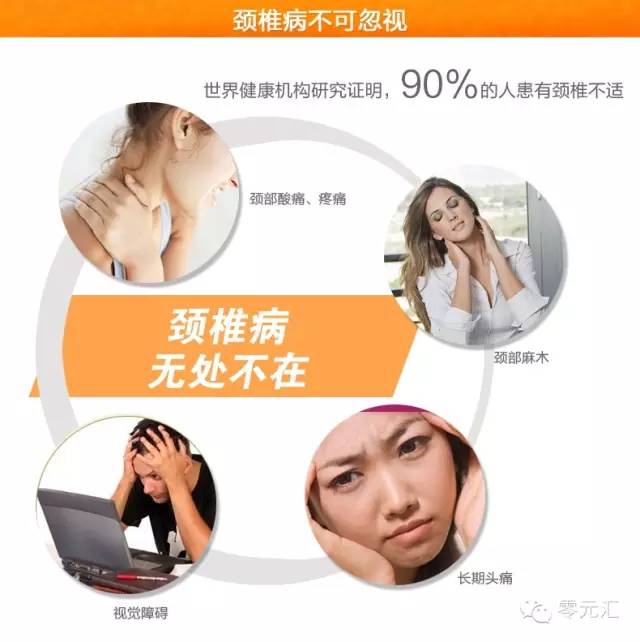 颈椎病不可忽视
世界健康机构研究证明，90%的人患有颈椎不适
颈部酸痛、疼痛
颈部麻木
颈椎病
无处不在
长期头痛
视觉障碍
零元汇